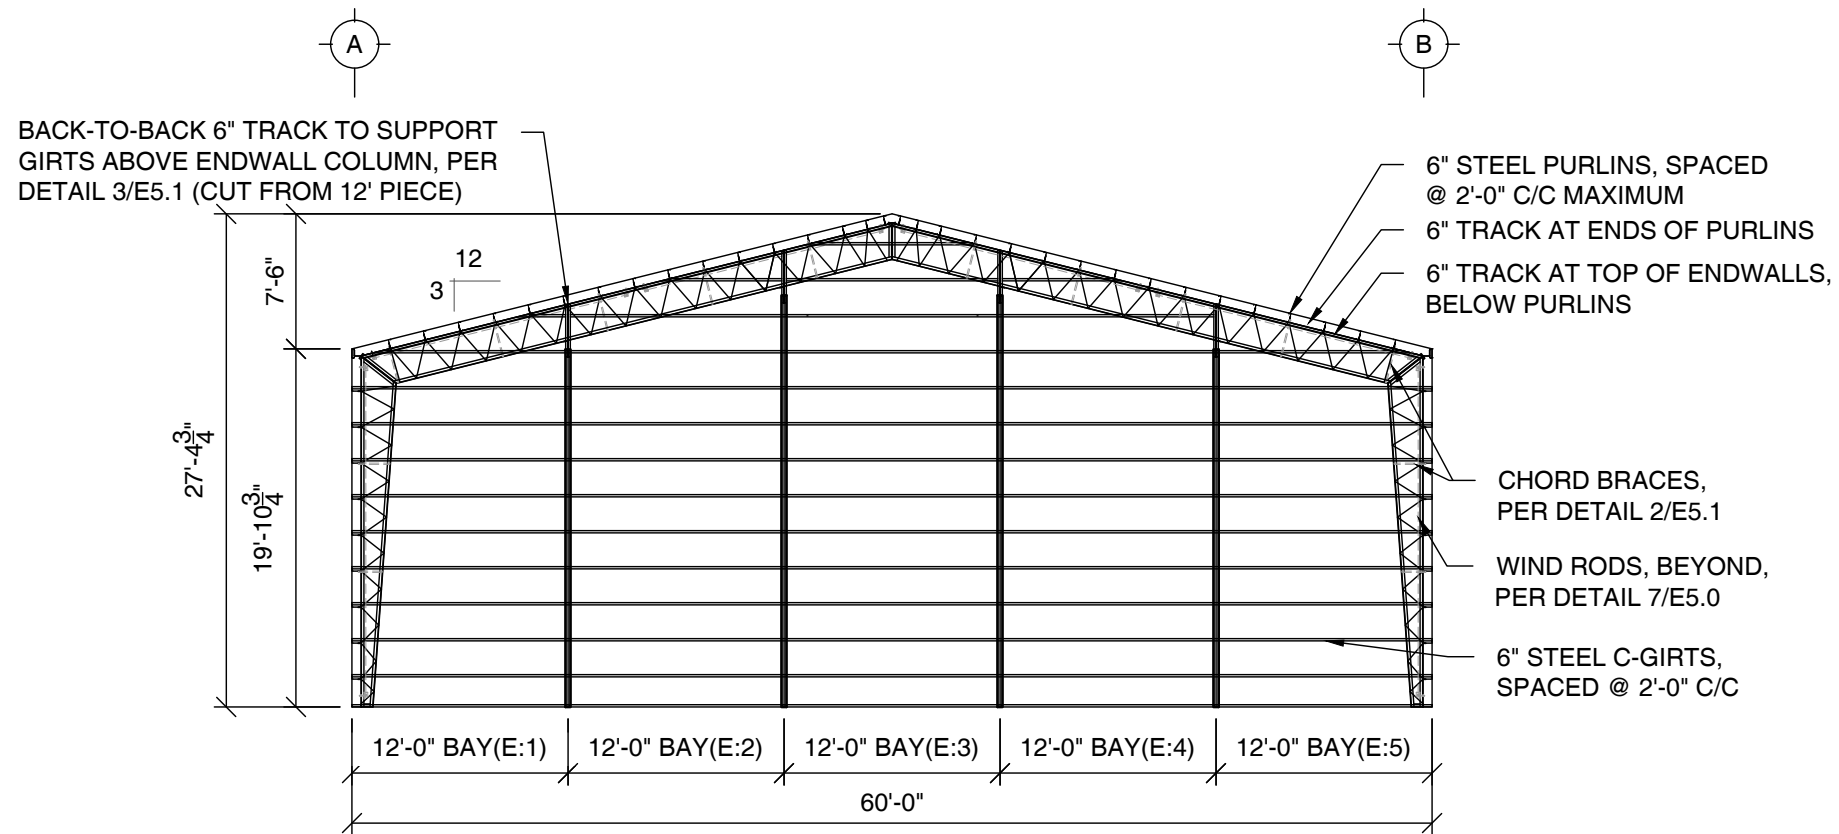 A
B
BACK-TO-BACK 6" TRACK TO SUPPORT
GIRTS ABOVE ENDWALL COLUMN, PER
DETAIL 3/E5.1 (CUT FROM 12' PIECE)
6" STEEL PURLINS, SPACED
@ 2'-0" C/C MAXIMUM
6" TRACK AT ENDS OF PURLINS
6" TRACK AT TOP OF ENDWALLS,
BELOW PURLINS
12
3
7'-6"
27'-4 3/4"
19'-10 3/4"
CHORD BRACES,
PER DETAIL 2/E5.1
WIND RODS, BEYOND,
PER DETAIL 7/E5.0
6" STEEL C-GIRTS,
SPACED @ 2'-0" C/C
12'-0" BAY(E:1)
12'-0" BAY(E:2)
12'-0" BAY(E:3)
12'-0" BAY(E:4)
12'-0" BAY(E:5)
60'-0"